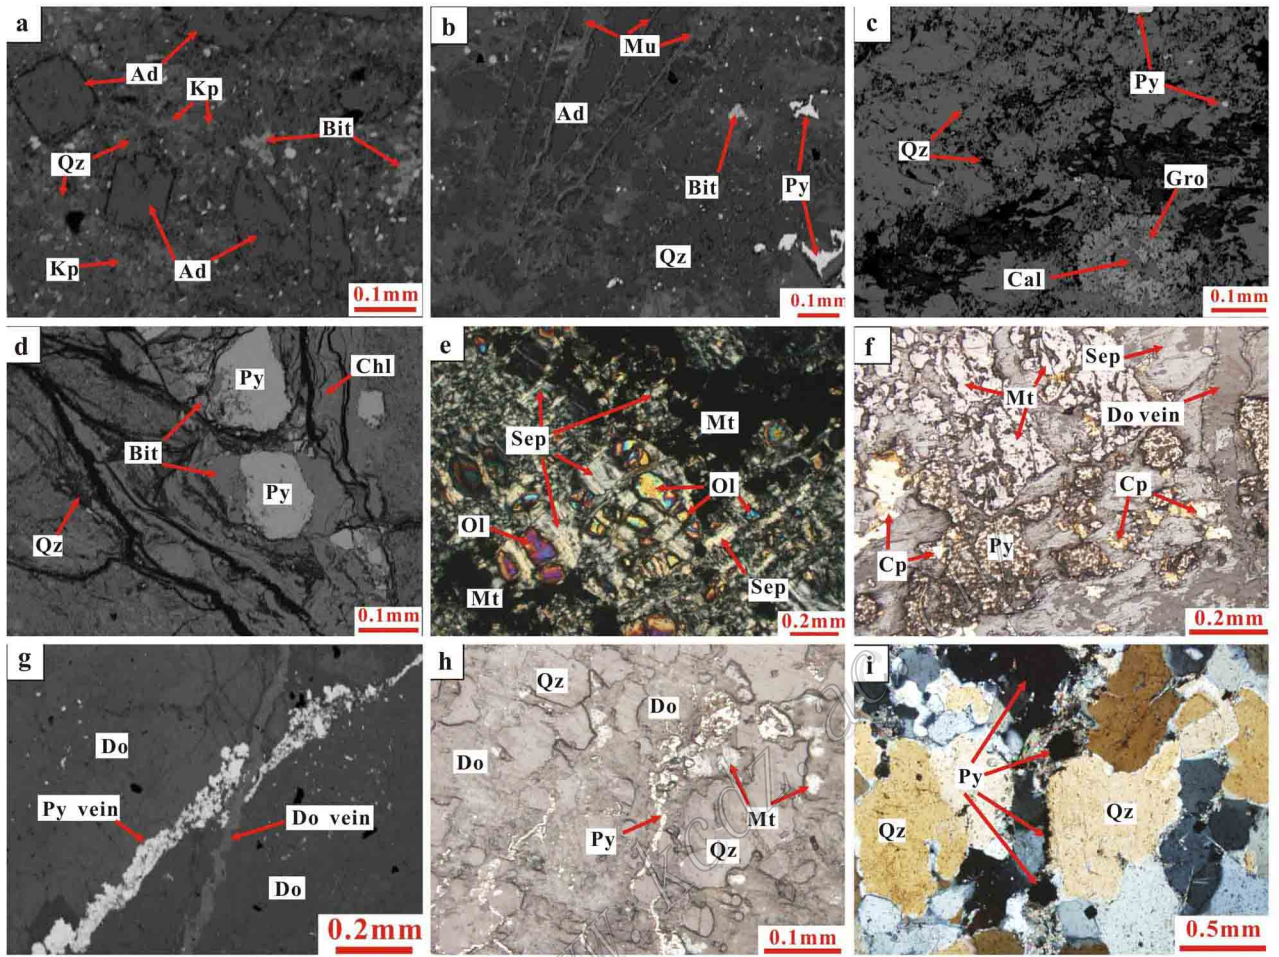 a
Ad
Kp
Bit
Qz
Kp
Ad
0.1mm
b
Mu
Ad
Bit
Py
Qz
0.1mm
c
Py
Qz
Gro
Cal
0.1mm
d
Py
Chl
Bit
Py
Qz
0.1mm
e
Sep
Mt
Ol
Ol
Mt
Sep
0.2mm
f
Sep
Mt
Do vein
Cp
Py
Cp
0.2mm
g
Do
Py vein
Do vein
Do
0.2mm
h
Qz
Do
Do
Py
Mt
Qz
0.1mm
i
Py
Qz
Qz
0.5mm